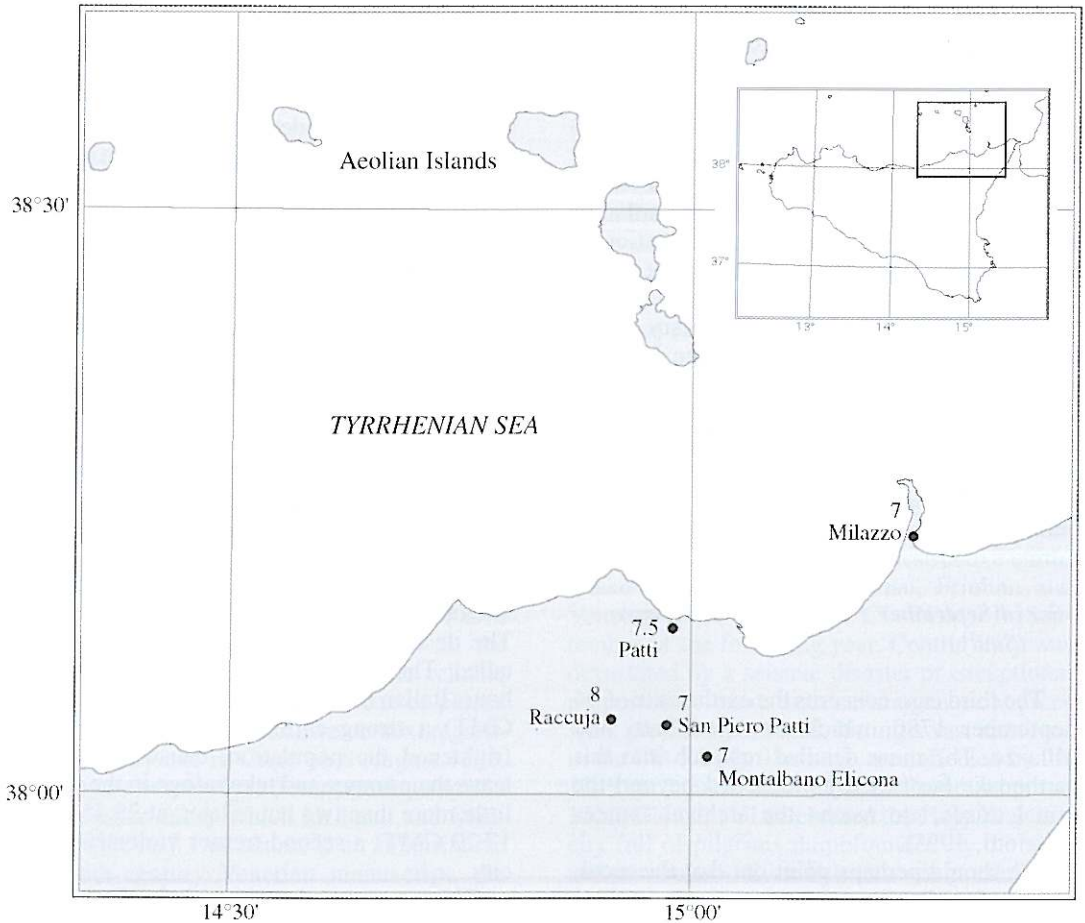 Aeolian Islands
38°30'
38°
37°
13°
14°
15°
TYRRHENIAN SEA
7
Milazzo
7.5
Patti
8
Raccuja
7
San Piero Patti
7
Montalbano Elicona
38°00'
14°30'
15°00'